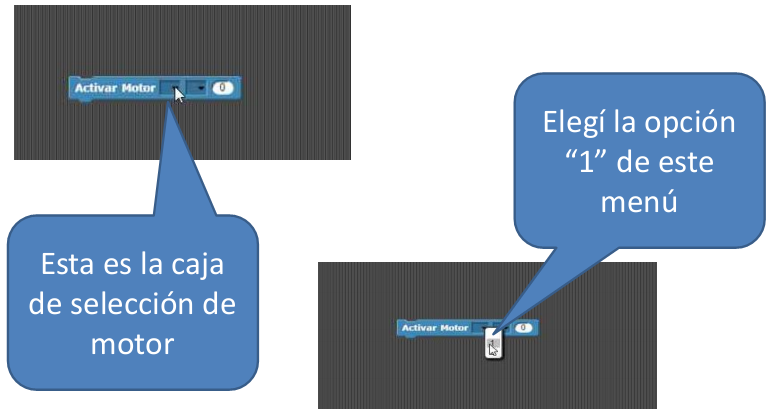 Activar Motor 0
Esta es la caja
de selección de
motor
Elegí la opción
“1” de este
menú
Activar Motor 0